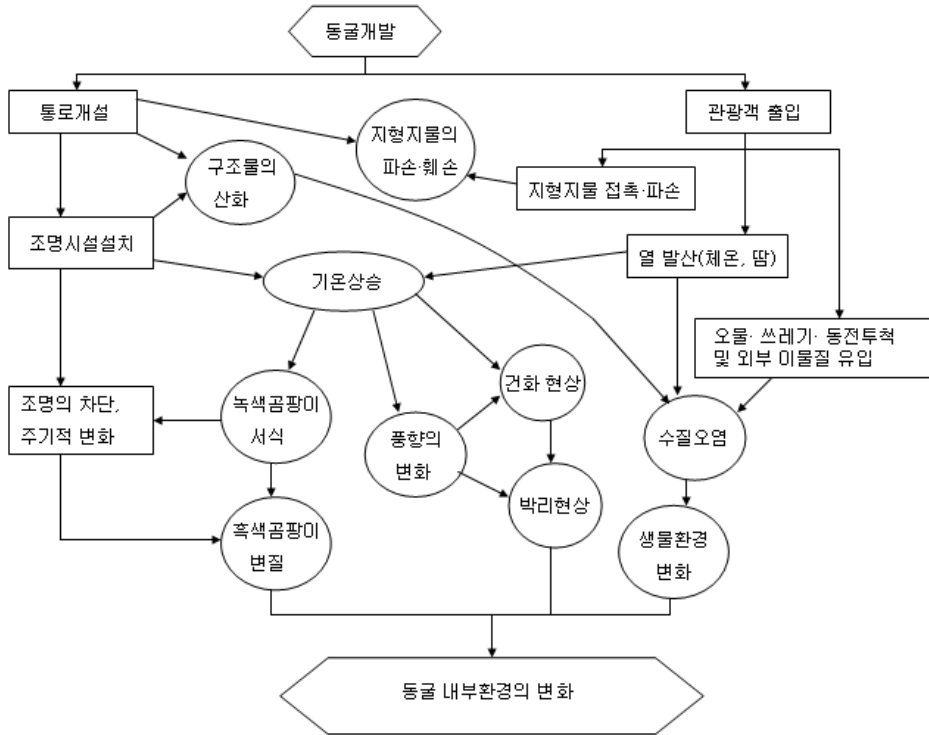 동굴개발
통로개설
지형지물의
파손·훼손
관광객 출입
구조물의
산화
지형지물 접촉·파손
조명시설설치
기온상승
열 발산(체온, 땀)
오물· 쓰레기· 동전투척
및 외부 이물질 유입
조명의 차단,
주기적 변화
녹색곰팡이
서식
건화 현상
풍향의
변화
수질오염
박리현상
흑색곰팡이
변질
생물환경
변화
동굴 내부환경의 변화